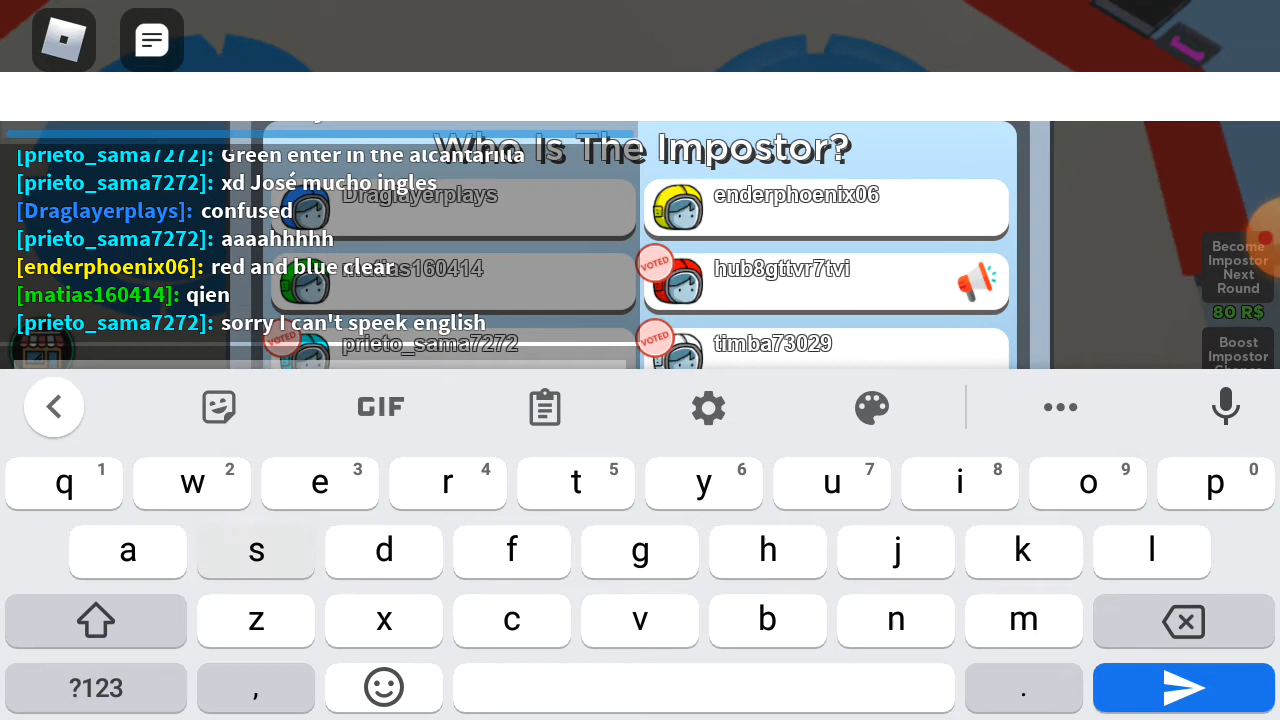 Who Is The Impostor?
[prieto_sama7272]: Green enter in the alcantarilla
[prieto_sama7272]: xd José mucho ingles
[Draglayerplays]: confused
[prieto_sama7272]: aaaahhhhh
[enderphoenix06]: red and blue clear
[matias160414]: qien
[prieto_sama7272]: sorry I can't speek english
Draglayerplays
enderphoenix06
matias160414
VOTED
hub8gttvr7tvi
VOTED
prieto_sama7272
VOTED
timba73029
Become
Impostor
Next
Round
80 R$
Boost
Impostor
GIF
q 1 w 2 e 3 r 4 t 5 y 6 u 7 i 8 o 9 p 0
a s d f g h j k l
z x c v b n m
?123 , .